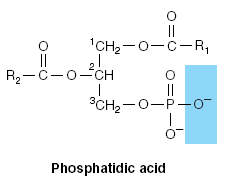 O
¹CH₂—O—C—R₁
O
R₂—C—O—²CH
O
³CH₂—O—P—O⁻
O⁻
Phosphatidic acid